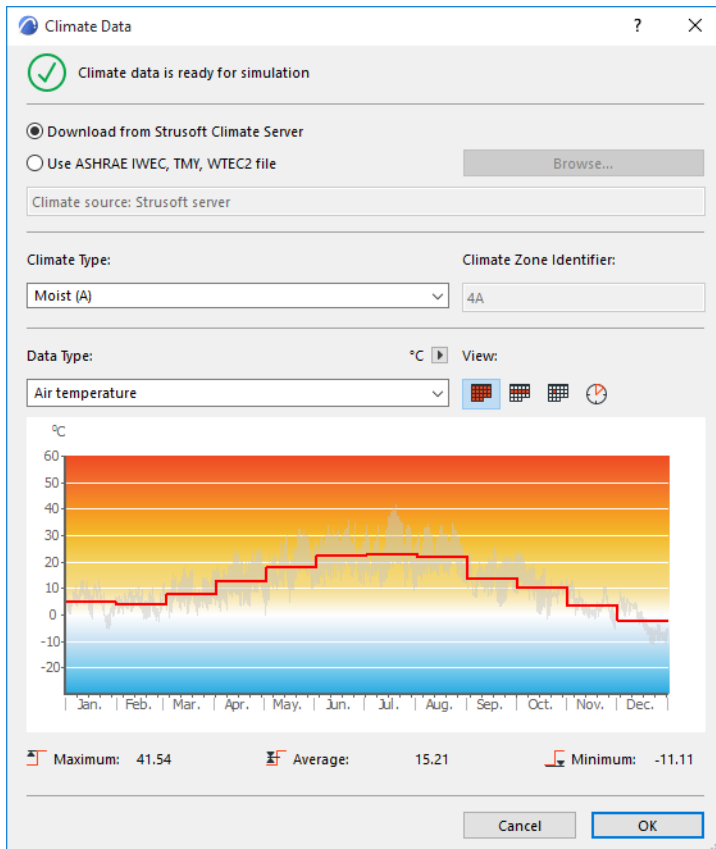 Climate Data
?
Climate data is ready for simulation
Download from Strusoft Climate Server
Use ASHRAE IWEC, TMY, WTEC2 file
Browse...
Climate source: Strusoft server
Climate Type:
Climate Zone Identifier:
Moist (A)
4A
Data Type:
°C
View:
Air temperature
ºC
60
50
40
30
20
10
0
-10
-20
Jan. Feb. Mar. Apr. May. Jun. Jul. Aug. Sep. Oct. Nov. Dec.
Maximum: 41.54 Average: 15.21 Minimum: -11.11
Cancel OK